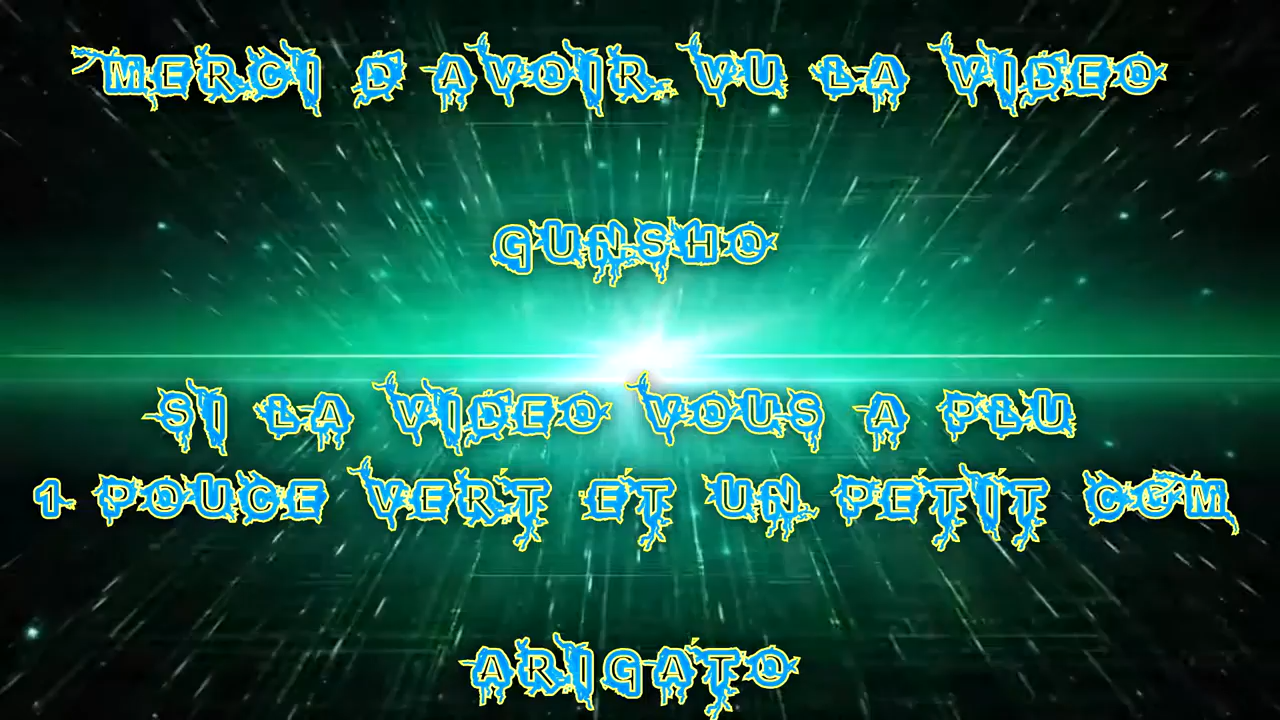 MERCI D AVOIR VU LA VIDEO
GUNSHO
SI LA VIDEO VOUS A PLU
1 POUCE VERT ET UN PETIT COM
ARIGATO